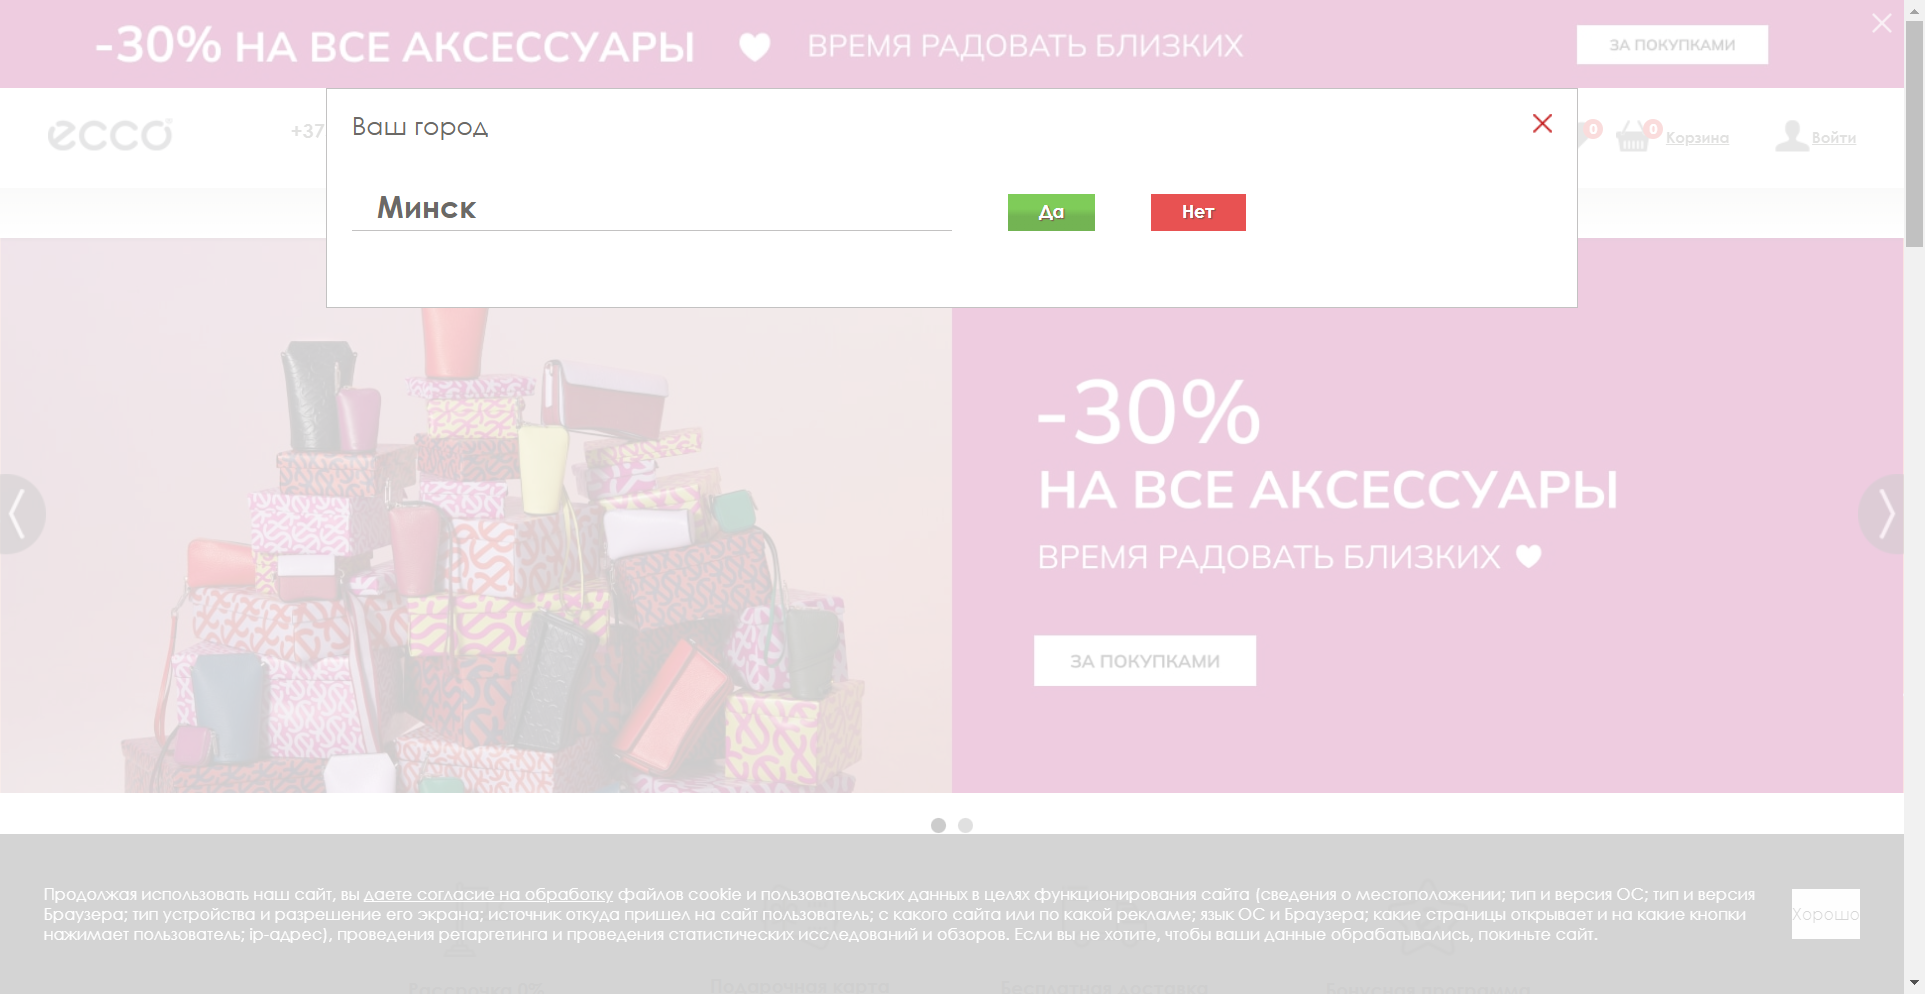 -30% НА ВСЕ АКСЕССУАРЫ ВРЕМЯ РАДОВАТЬ БЛИЗКИХ ЗА ПОКУПКАМИ
ecco +37 0 0 Корзина Войти
Ваш город
Минск Да Нет
-30%
НА ВСЕ АКСЕССУАРЫ
ВРЕМЯ РАДОВАТЬ БЛИЗКИХ
ЗА ПОКУПКАМИ
Продолжая использовать наш сайт, вы даете согласие на обработку файлов cookie и пользовательских данных в целях функционирования сайта (сведения о местоположении; тип и версия ОС; тип и версия
Браузера; тип устройства и разрешение его экрана; источник откуда пришел на сайт пользователь; с какого сайта или по какой рекламе; язык ОС и Браузера; какие страницы открывает и на какие кнопки
нажимает пользователь; ip-адрес), проведения ретаргетинга и проведения статистических исследований и обзоров. Если вы не хотите, чтобы ваши данные обрабатывались, покиньте сайт.
Хорошо
Рассрочка 0% Подарочная карта Бесплатная доставка Бонусная программа